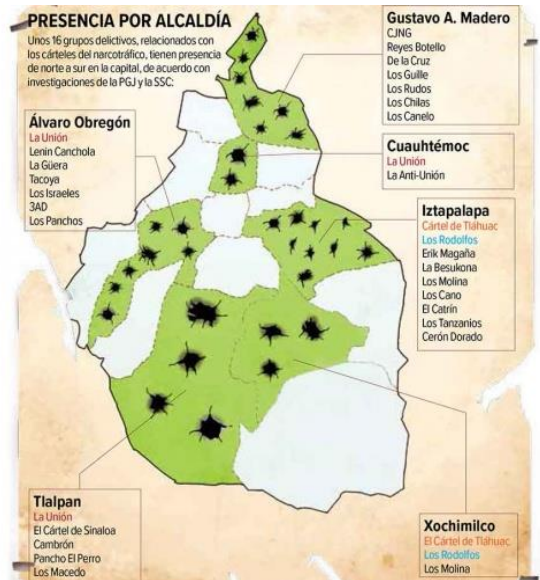 PRESENCIA POR ALCALDÍA
Unos 16 grupos delictivos, relacionados con
los cárteles del narcotráfico, tienen presencia
de norte a sur en la capital, de acuerdo con
investigaciones de la PGJ y la SSC:
Gustavo A. Madero
CJNG
Reyes Botello
De la Cruz
Los Guille
Los Rudos
Los Chilas
Los Canelo
Álvaro Obregón
La Unión
Lenin Canchola
La Güera
Tacoya
Los Israeles
3AD
Los Panchos
Cuauhtémoc
La Unión
La Anti-Unión
Iztapalapa
Cártel de Tláhuac
Los Rodolfos
Erik Magaña
La Besukona
Los Molina
Los Cano
El Catrín
Los Tanzanios
Cerón Dorado
Tlalpan
La Unión
El Cártel de Sinaloa
Cambrón
Pancho El Perro
Los Macedo
Xochimilco
El Cártel de Tláhuac
Los Rodolfos
Los Molina